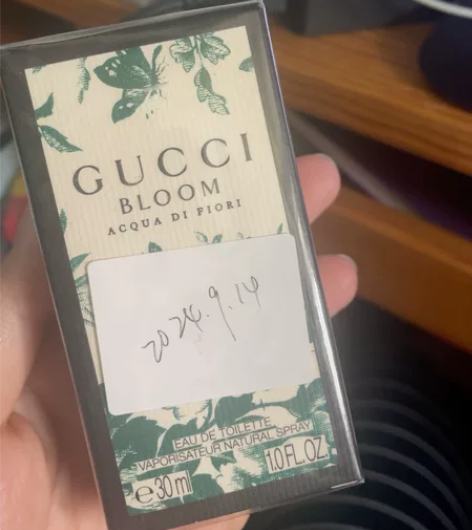 GUCCI
BLOOM
ACQUA DI FIORI
2024.9.14
EAU DE TOILETTE
VAPORISATEUR NATURAL SPRAY
e30ml 1.0 FL.OZ.